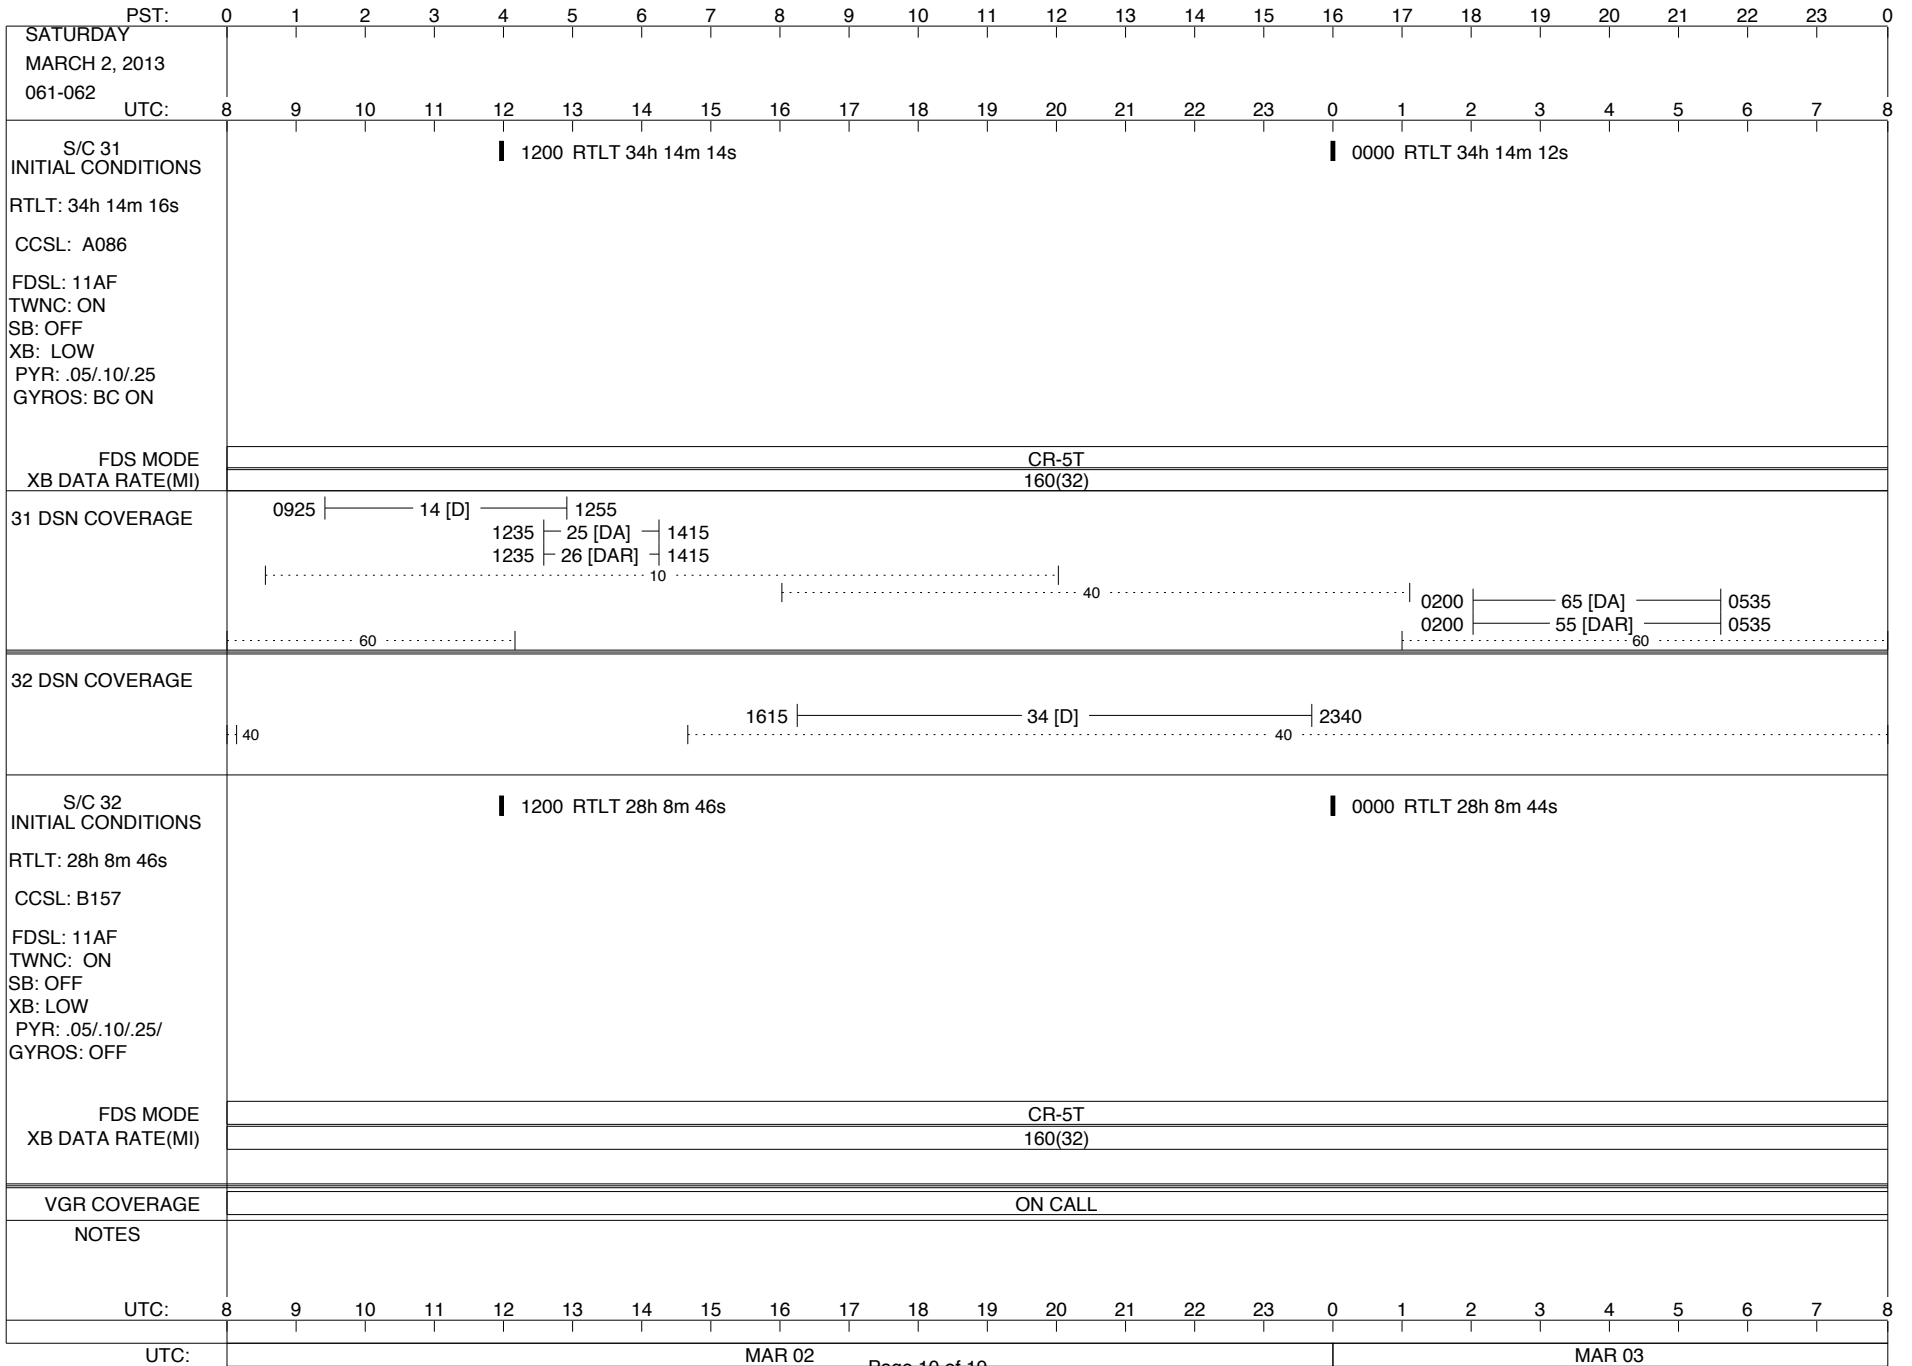 PST: 0 1 2 3 4 5 6 7 8 9 10 11 12 13 14 15 16 17 18 19 20 21 22 23 0
SATURDAY
MARCH 2, 2013
061-062
UTC: 8 9 10 11 12 13 14 15 16 17 18 19 20 21 22 23 0 1 2 3 4 5 6 7 8
S/C 31
INITIAL CONDITIONS
1200 RTLT 34h 14m 14s
0000 RTLT 34h 14m 12s
RTLT: 34h 14m 16s
CCSL: A086
FDSL: 11AF
TWNC: ON
SB: OFF
XB: LOW
PYR: .05/.10/.25
GYROS: BC ON
FDS MODE CR-5T
XB DATA RATE(MI) 160(32)
31 DSN COVERAGE
0925 14 [D] 1255
1235 25 [DA] 1415
1235 26 [DAR] 1415
10
40
0200 65 [DA] 0535
0200 55 [DAR] 0535
60 60
32 DSN COVERAGE
1615 34 [D] 2340
40 40
S/C 32
INITIAL CONDITIONS
1200 RTLT 28h 8m 46s
0000 RTLT 28h 8m 44s
RTLT: 28h 8m 46s
CCSL: B157
FDSL: 11AF
TWNC: ON
SB: OFF
XB: LOW
PYR: .05/.10/.25/
GYROS: OFF
FDS MODE CR-5T
XB DATA RATE(MI) 160(32)
VGR COVERAGE ON CALL
NOTES
UTC: 8 9 10 11 12 13 14 15 16 17 18 19 20 21 22 23 0 1 2 3 4 5 6 7 8
UTC: MAR 02 MAR 03
Page 10 of 10